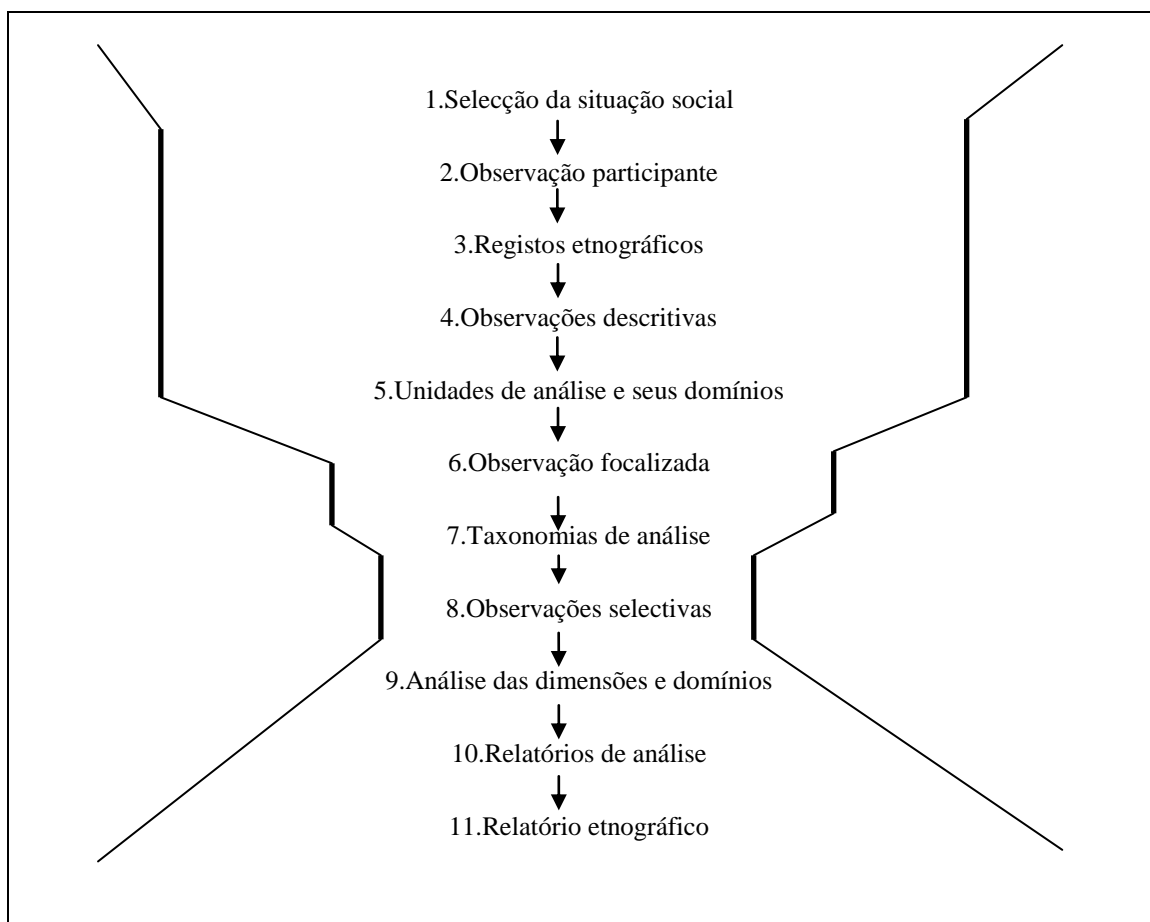 1.Selecção da situação social
2.Observação participante
3.Registos etnográficos
4.Observações descritivas
5.Unidades de análise e seus domínios
6.Observação focalizada
7.Taxonomias de análise
8.Observações selectivas
9.Análise das dimensões e domínios
10.Relatórios de análise
11.Relatório etnográfico